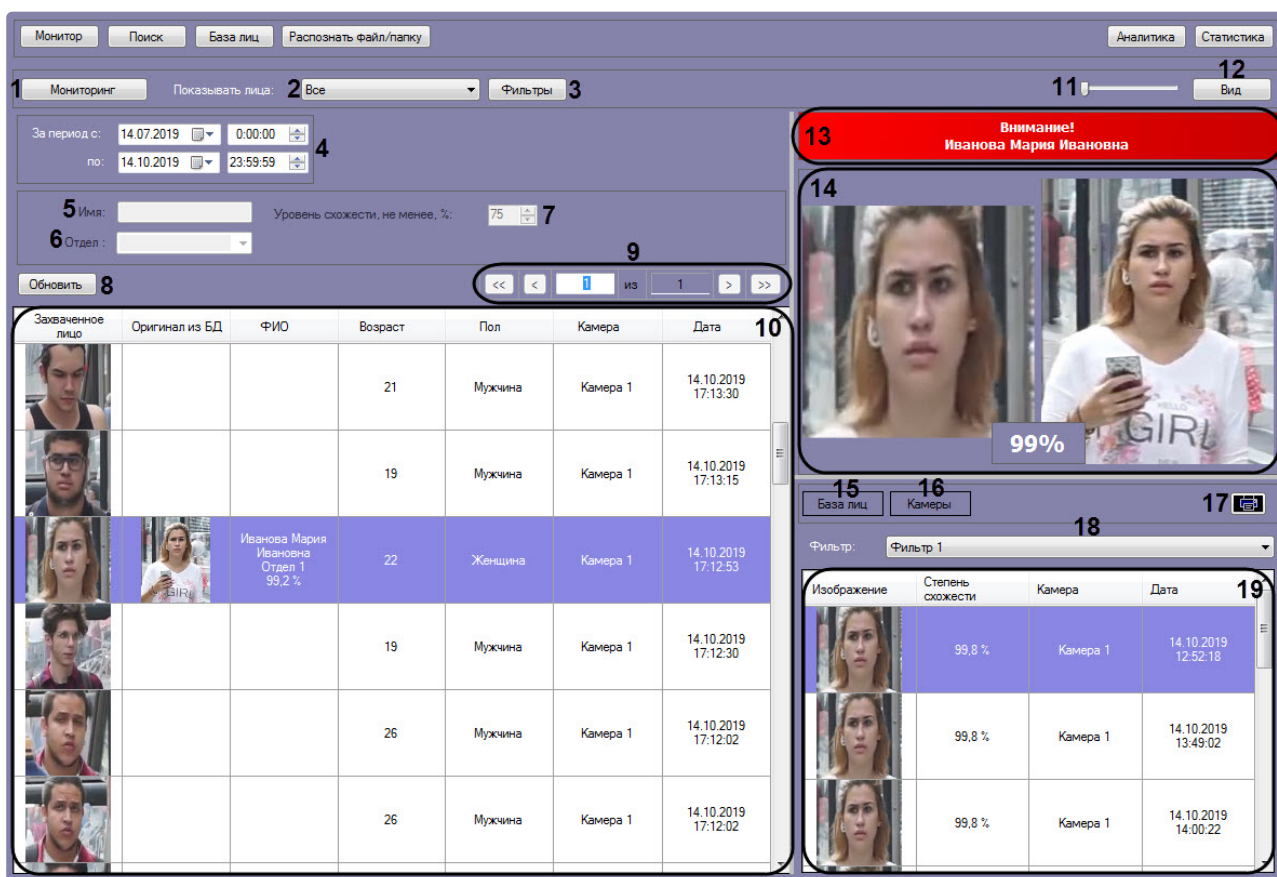 Монитор Поиск База лиц Распознать файл/папку Аналитика Статистика
1 Мониторинг Показывать лица: 2 Все Фильтры 3 11 12 Вид
За период с: 14.07.2019 0:00:00
по: 14.10.2019 23:59:59 4
5 Имя: Уровень схожести, не менее, %: 75 7
6 Отдел :
Обновить 8
9
<< < 1 из 1 > >>
Захваченное лицо Оригинал из БД ФИО Возраст Пол Камера Дата 10
21 Мужчина Камера 1 14.10.2019 17:13:30
19 Мужчина Камера 1 14.10.2019 17:13:15
Иванова Мария Ивановна Отдел 1 99,2 % 22 Женщина Камера 1 14.10.2019 17:12:53
19 Мужчина Камера 1 14.10.2019 17:12:30
26 Мужчина Камера 1 14.10.2019 17:12:02
26 Мужчина Камера 1 14.10.2019 17:12:02
13 Внимание!
Иванова Мария Ивановна
14
HELLO
GIRL
99%
15 База лиц 16 Камеры 17
18
Фильтр: Фильтр 1
Изображение Степень схожести Камера Дата 19
99,8 % Камера 1 14.10.2019 12:52:18
99,8 % Камера 1 14.10.2019 13:49:02
99,8 % Камера 1 14.10.2019 14:00:22